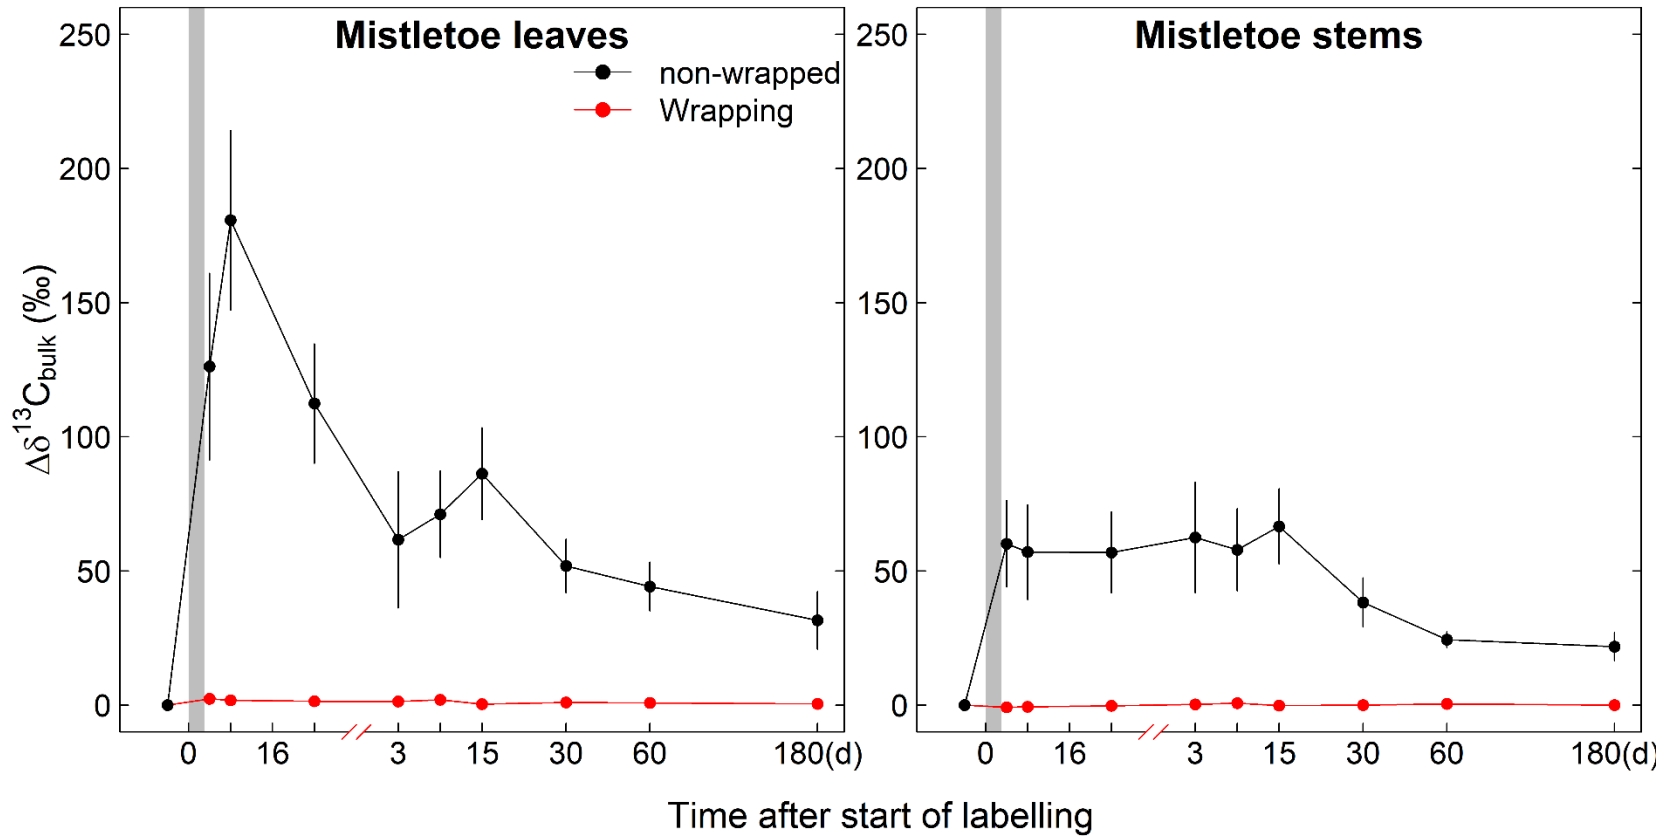 Mistletoe leaves
non-wrapped
Wrapping
250
200
150
100
50
0
Δδ¹³C_bulk (‰)
0 16 3 15 30 60 180(d)
Mistletoe stems
250
200
150
100
50
0
0 16 3 15 30 60 180(d)
Time after start of labelling